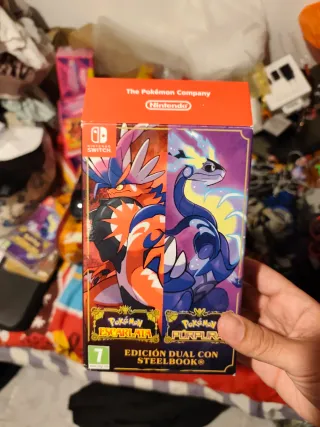 The Pokémon Company
Nintendo
NINTENDO
SWITCH
Pokémon
ESCARLATA
Pokémon
PÚRPURA
7
EDICIÓN DUAL CON
STEELBOOK®